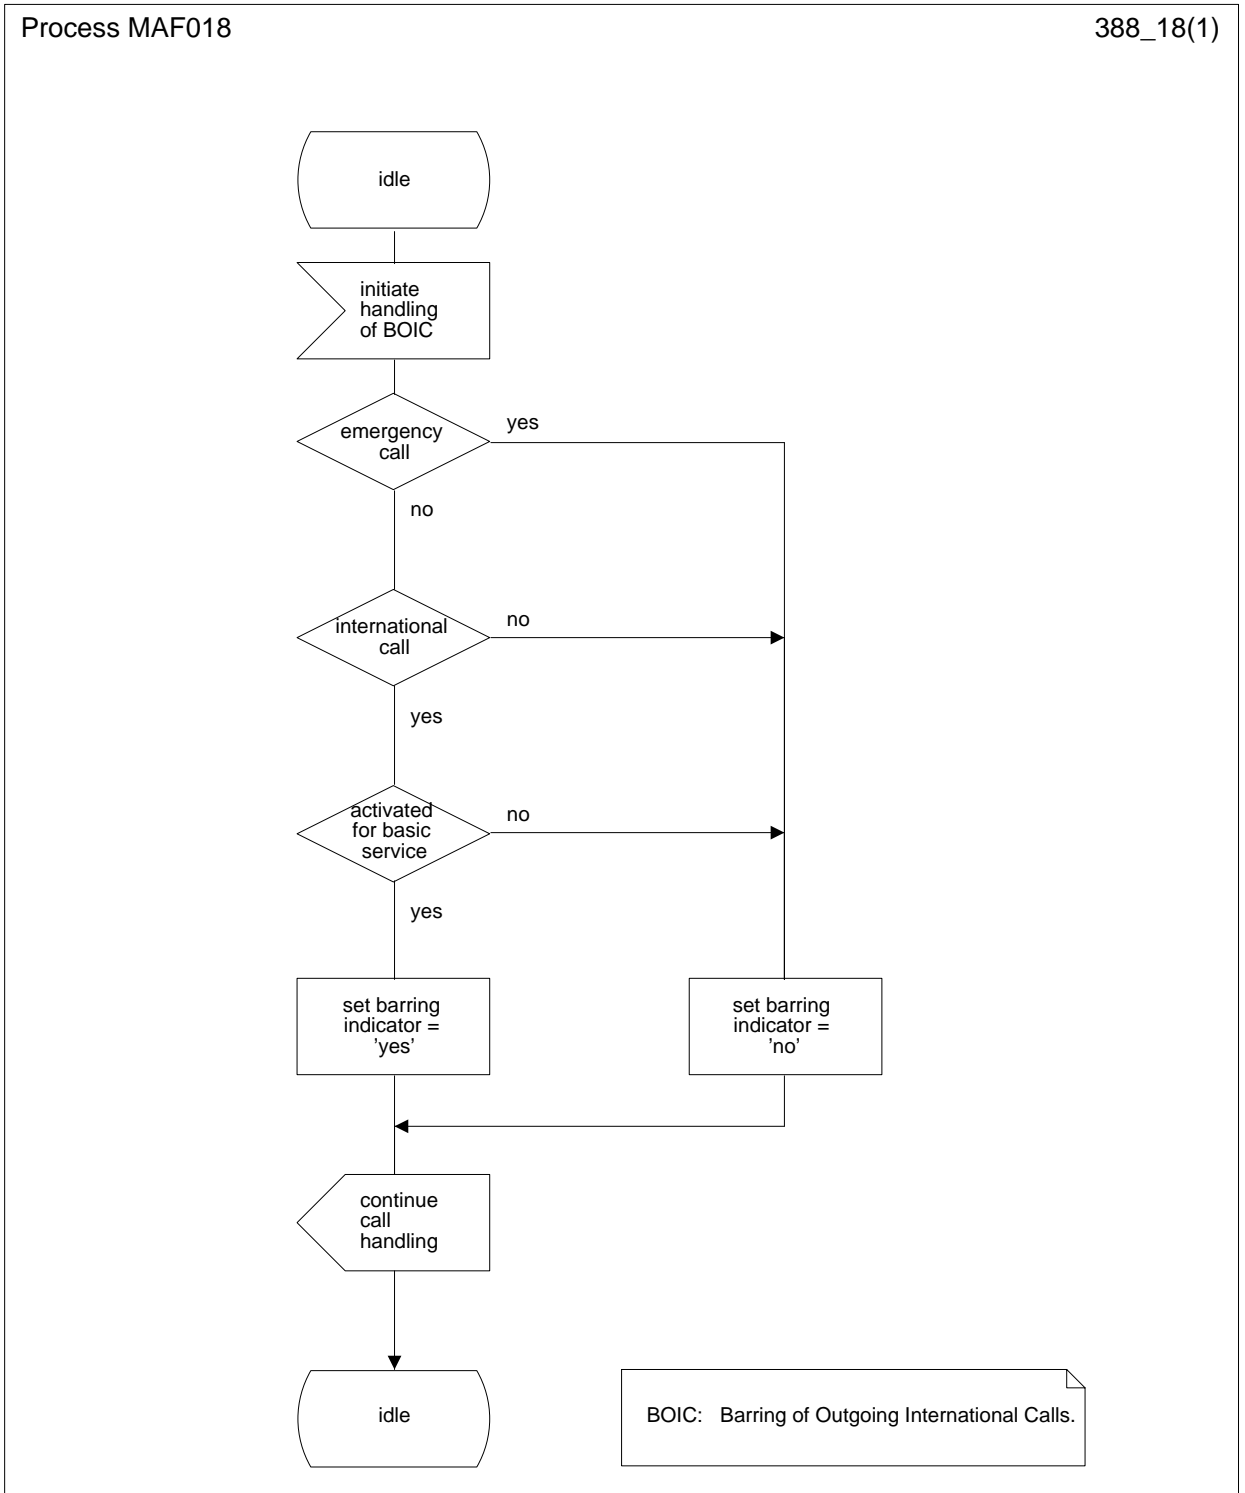 Process MAF018
388_18(1)
idle
initiate
handling
of BOIC
emergency
call
yes
no
international
call
no
yes
activated
for basic
service
no
yes
set barring
indicator =
'yes'
set barring
indicator =
'no'
continue
call
handling
idle
BOIC: Barring of Outgoing International Calls.